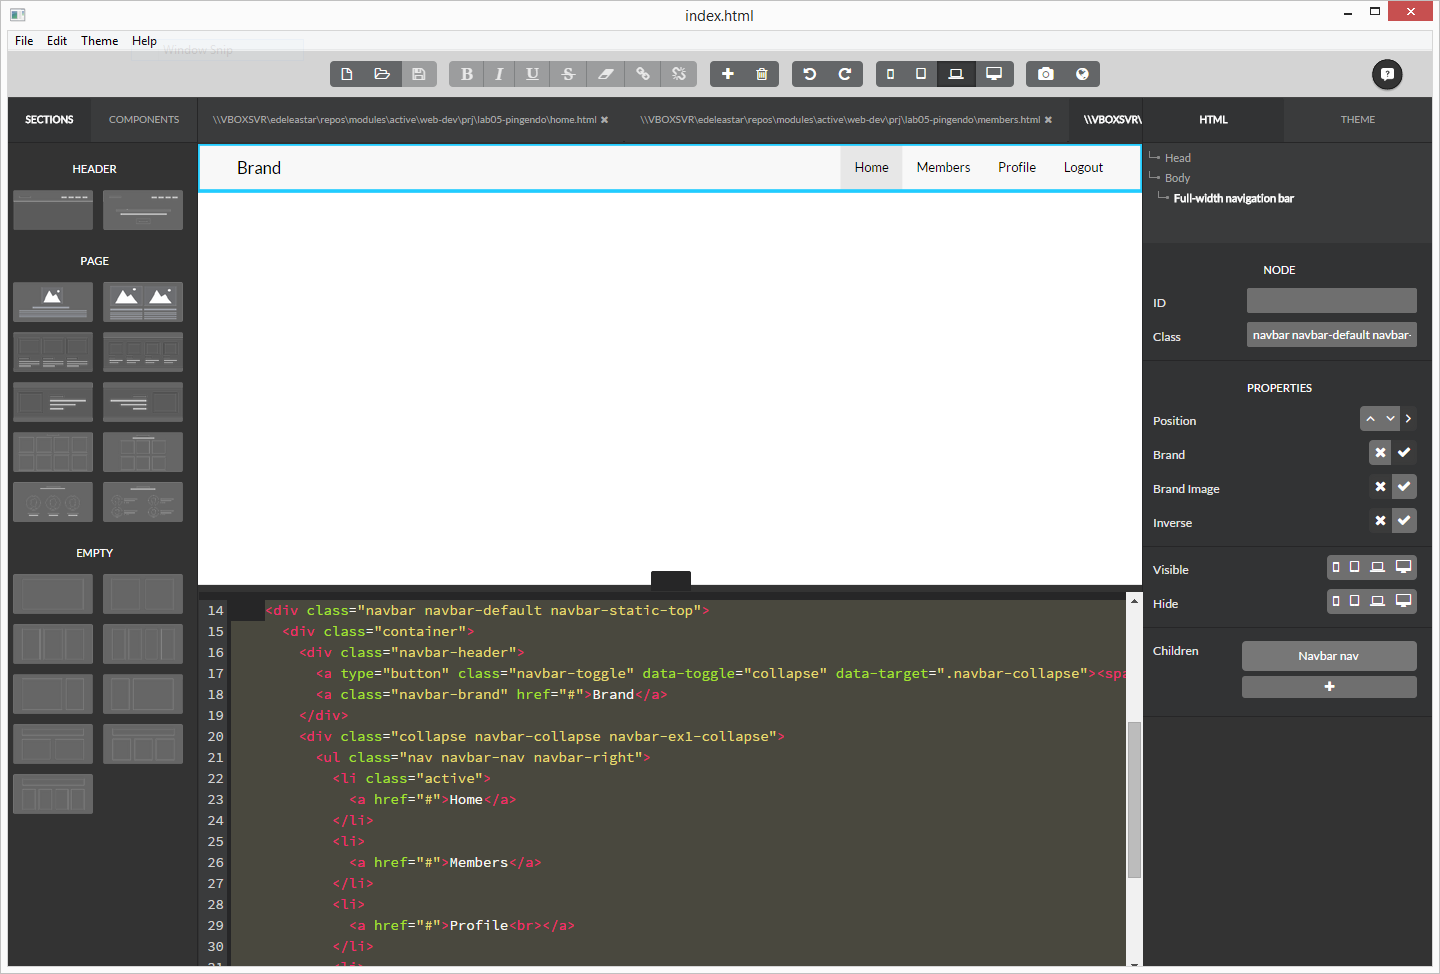 index.html
File Edit Theme Help
Window Snip
B I U S
SECTIONS COMPONENTS
\\VBOXSVR\edeleastar\repos\modules\active\web-dev\prj\lab05-pingendo\home.html
\\VBOXSVR\edeleastar\repos\modules\active\web-dev\prj\lab05-pingendo\members.html
\\VBOXSVR\
HTML THEME
HEADER
PAGE
EMPTY
Brand Home Members Profile Logout
14 <div class="navbar navbar-default navbar-static-top">
15 <div class="container">
16 <div class="navbar-header">
17 <a type="button" class="navbar-toggle" data-toggle="collapse" data-target=".navbar-collapse"><spa
18 <a class="navbar-brand" href="#">Brand</a>
19 </div>
20 <div class="collapse navbar-collapse navbar-ex1-collapse">
21 <ul class="nav navbar-nav navbar-right">
22 <li class="active">
23 <a href="#">Home</a>
24 </li>
25 <li>
26 <a href="#">Members</a>
27 </li>
28 <li>
29 <a href="#">Profile<br></a>
30 </li>
31 <li>
Head
Body
Full-width navigation bar
NODE
ID
Class navbar navbar-default navbar-
PROPERTIES
Position
Brand
Brand Image
Inverse
Visible
Hide
Children Navbar nav